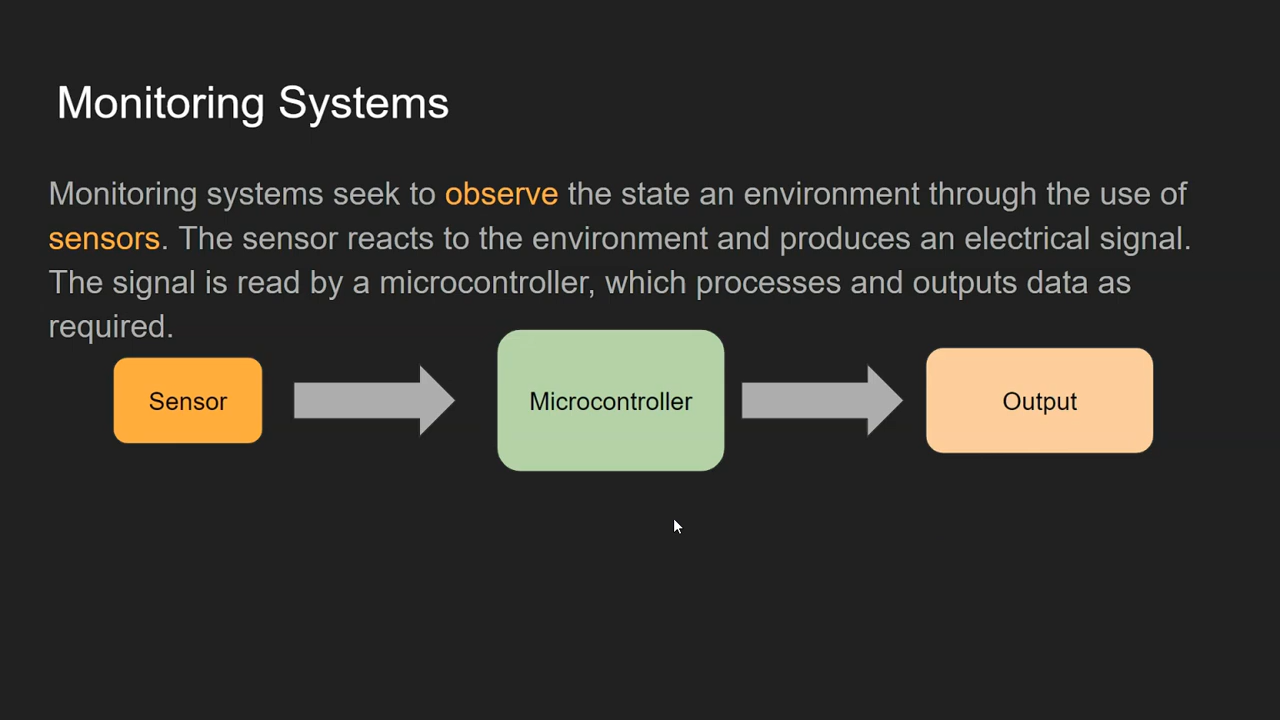 Monitoring Systems
Monitoring systems seek to observe the state an environment through the use of
sensors. The sensor reacts to the environment and produces an electrical signal.
The signal is read by a microcontroller, which processes and outputs data as
required.
Sensor
Microcontroller
Output